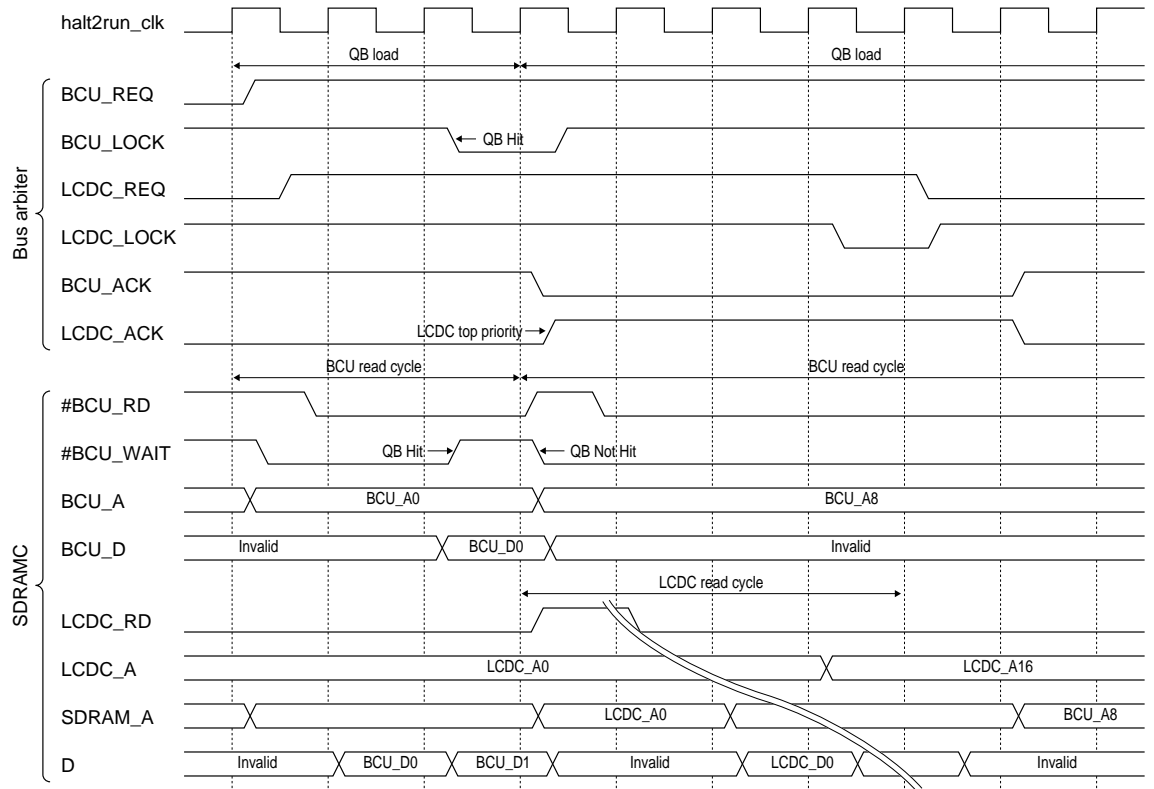 halt2run_clk
QB load QB load
Bus arbiter
BCU_REQ
BCU_LOCK QB Hit
LCDC_REQ
LCDC_LOCK
BCU_ACK
LCDC_ACK LCDC top priority
BCU read cycle BCU read cycle
SDRAMC
#BCU_RD
#BCU_WAIT QB Hit QB Not Hit
BCU_A BCU_A0 BCU_A8
BCU_D Invalid BCU_D0 Invalid
LCDC read cycle
LCDC_RD
LCDC_A LCDC_A0 LCDC_A16
SDRAM_A LCDC_A0 BCU_A8
D Invalid BCU_D0 BCU_D1 Invalid LCDC_D0 Invalid